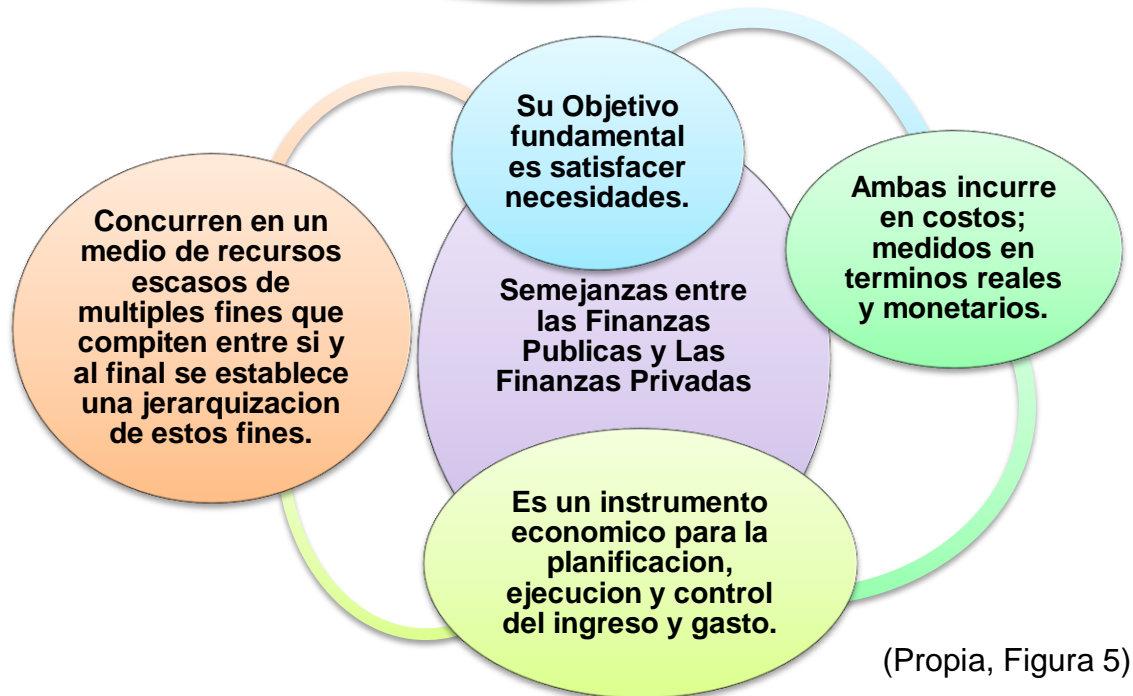 Su Objetivo
fundamental
es satisfacer
necesidades.
Ambas incurre
en costos;
medidos en
terminos reales
y monetarios.
Concurren en un
medio de recursos
escasos de
multiples fines que
compiten entre si y
al final se establece
una jerarquizacion
de estos fines.
Semejanzas entre
las Finanzas
Publicas y Las
Finanzas Privadas
Es un instrumento
economico para la
planificacion,
ejecucion y control
del ingreso y gasto.
(Propia, Figura 5)